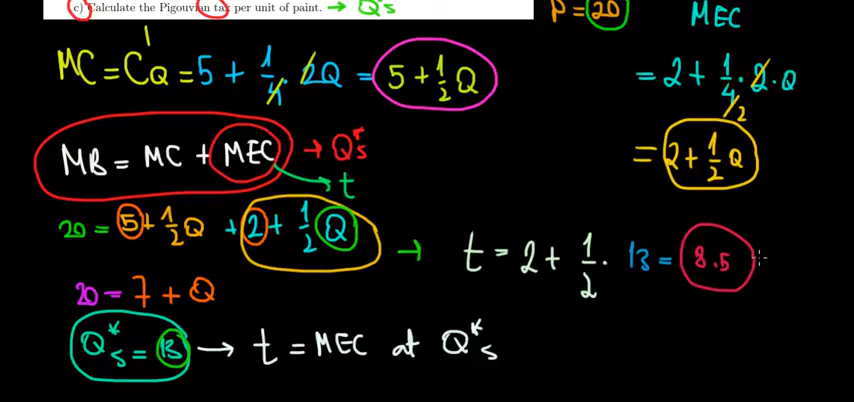 c) Calculate the Pigouvian tax per unit of paint. → Q*s
P = 20
MEC
MC = C'Q = 5 + 1/4 · 2Q = 5 + 1/2 Q
= 2 + 1/4 · 2 · Q
/2
MB = MC + MEC → Q*s
= 2 + 1/2 Q
→ t
20 = 5 + 1/2 Q + 2 + 1/2 Q → t = 2 + 1/2 · 13 = 8.5
20 = 7 + Q
Q*s = 13 → t = MEC at Q*s